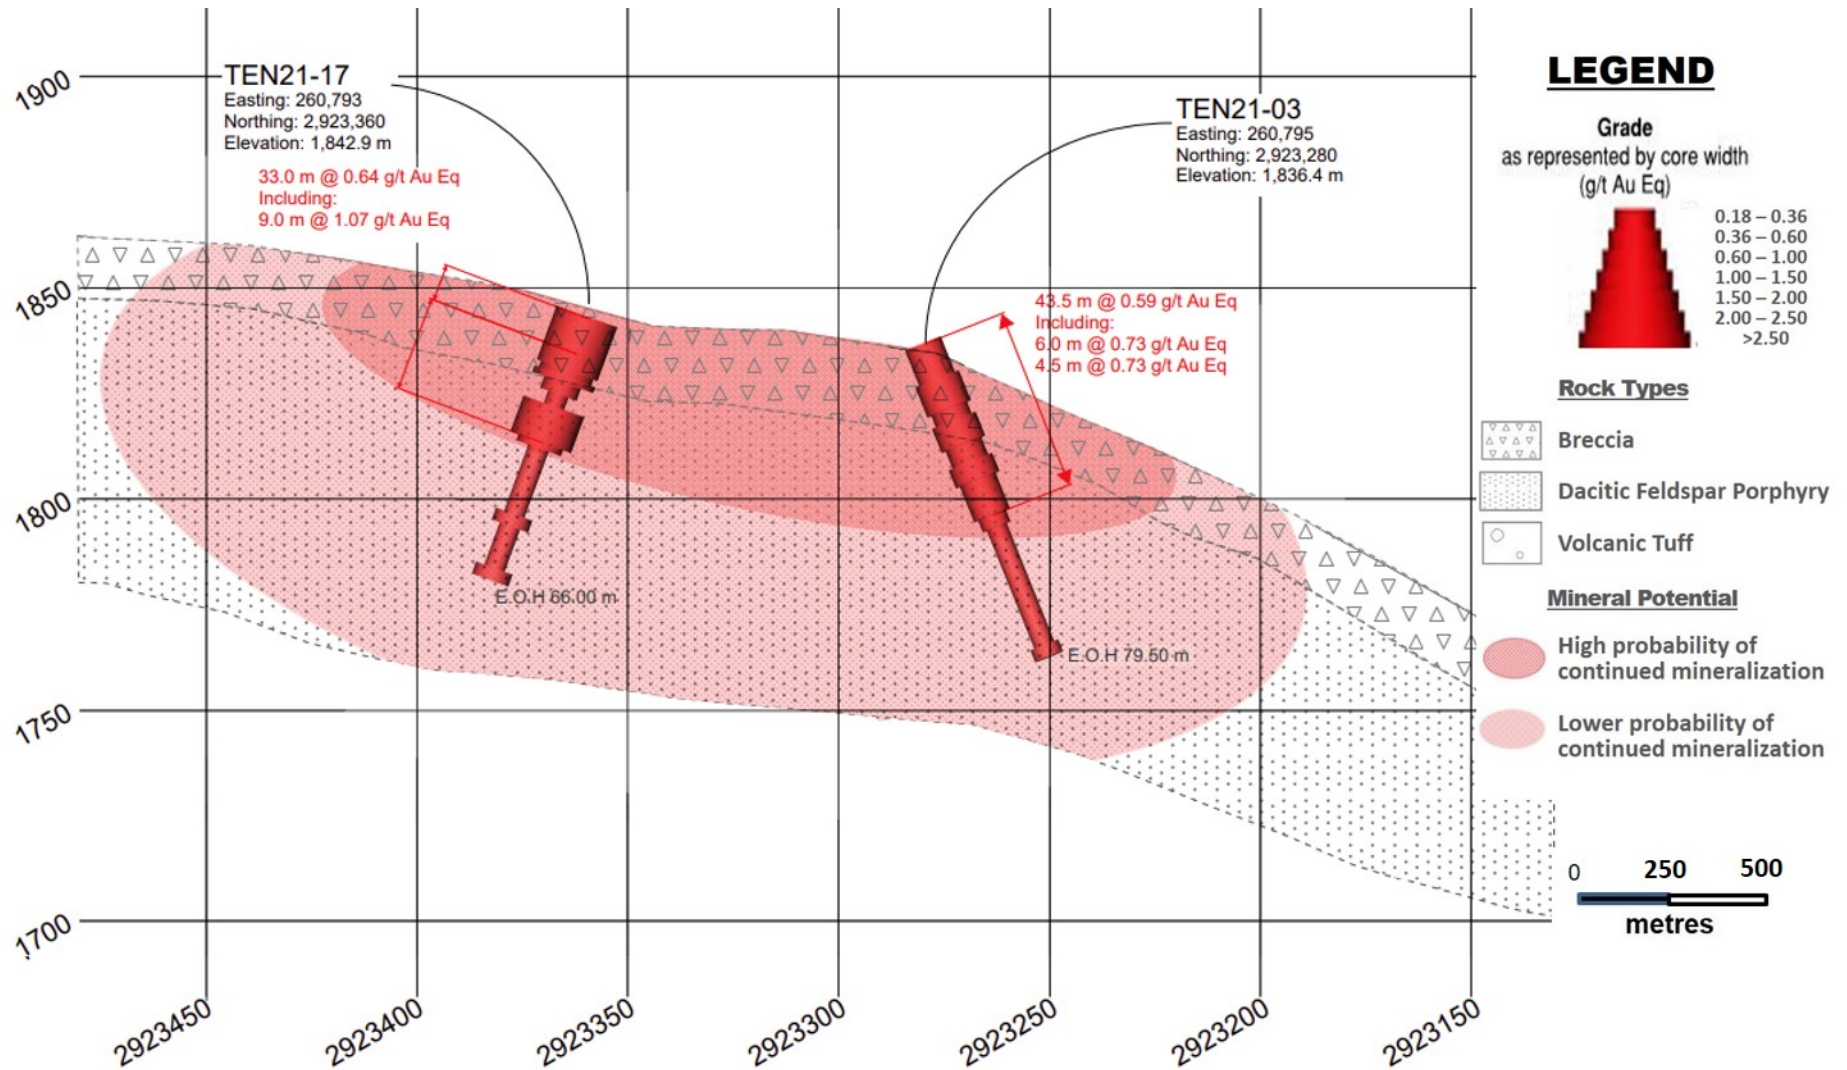 1900
1850
1800
1750
1700
TEN21-17
Easting: 260,793
Northing: 2,923,360
Elevation: 1,842.9 m
33.0 m @ 0.64 g/t Au Eq
Including:
9.0 m @ 1.07 g/t Au Eq
E.O.H 66.00 m
TEN21-03
Easting: 260,795
Northing: 2,923,280
Elevation: 1,836.4 m
43.5 m @ 0.59 g/t Au Eq
Including:
6.0 m @ 0.73 g/t Au Eq
4.5 m @ 0.73 g/t Au Eq
E.O.H 79.50 m
2923450
2923400
2923350
2923300
2923250
2923200
2923150
LEGEND
Grade
as represented by core width
(g/t Au Eq)
0.18 – 0.36
0.36 – 0.60
0.60 – 1.00
1.00 – 1.50
1.50 – 2.00
2.00 – 2.50
>2.50
Rock Types
Breccia
Dacitic Feldspar Porphyry
Volcanic Tuff
Mineral Potential
High probability of
continued mineralization
Lower probability of
continued mineralization
0 250 500
metres